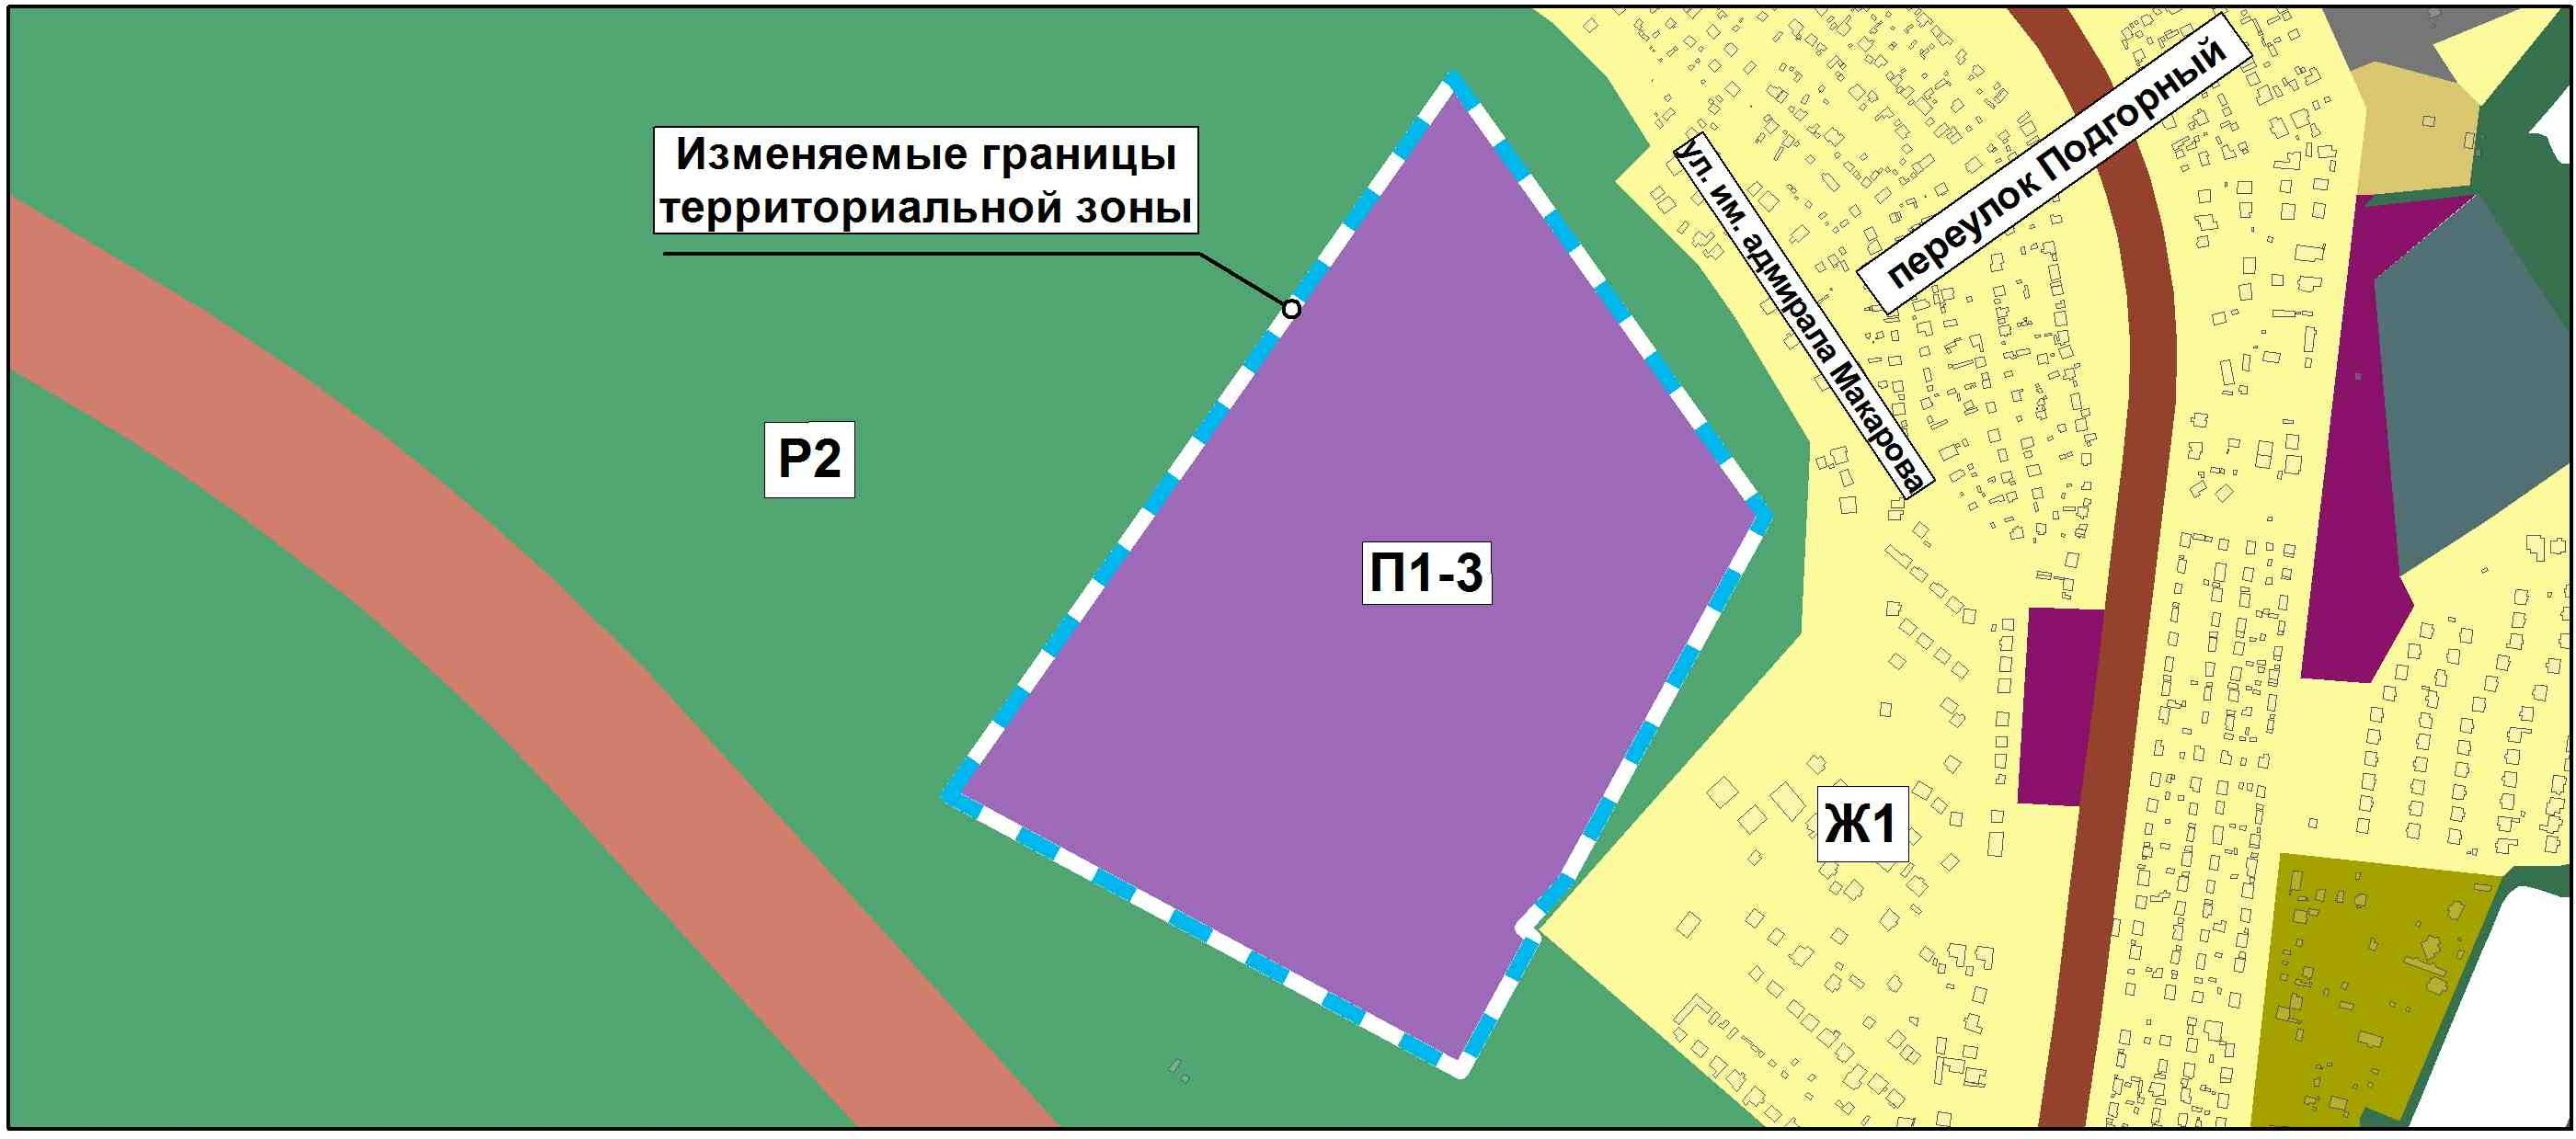 Изменяемые границы
территориальной зоны
переулок Подгорный
ул. им. адмирала Макарова
Р2
П1-3
Ж1